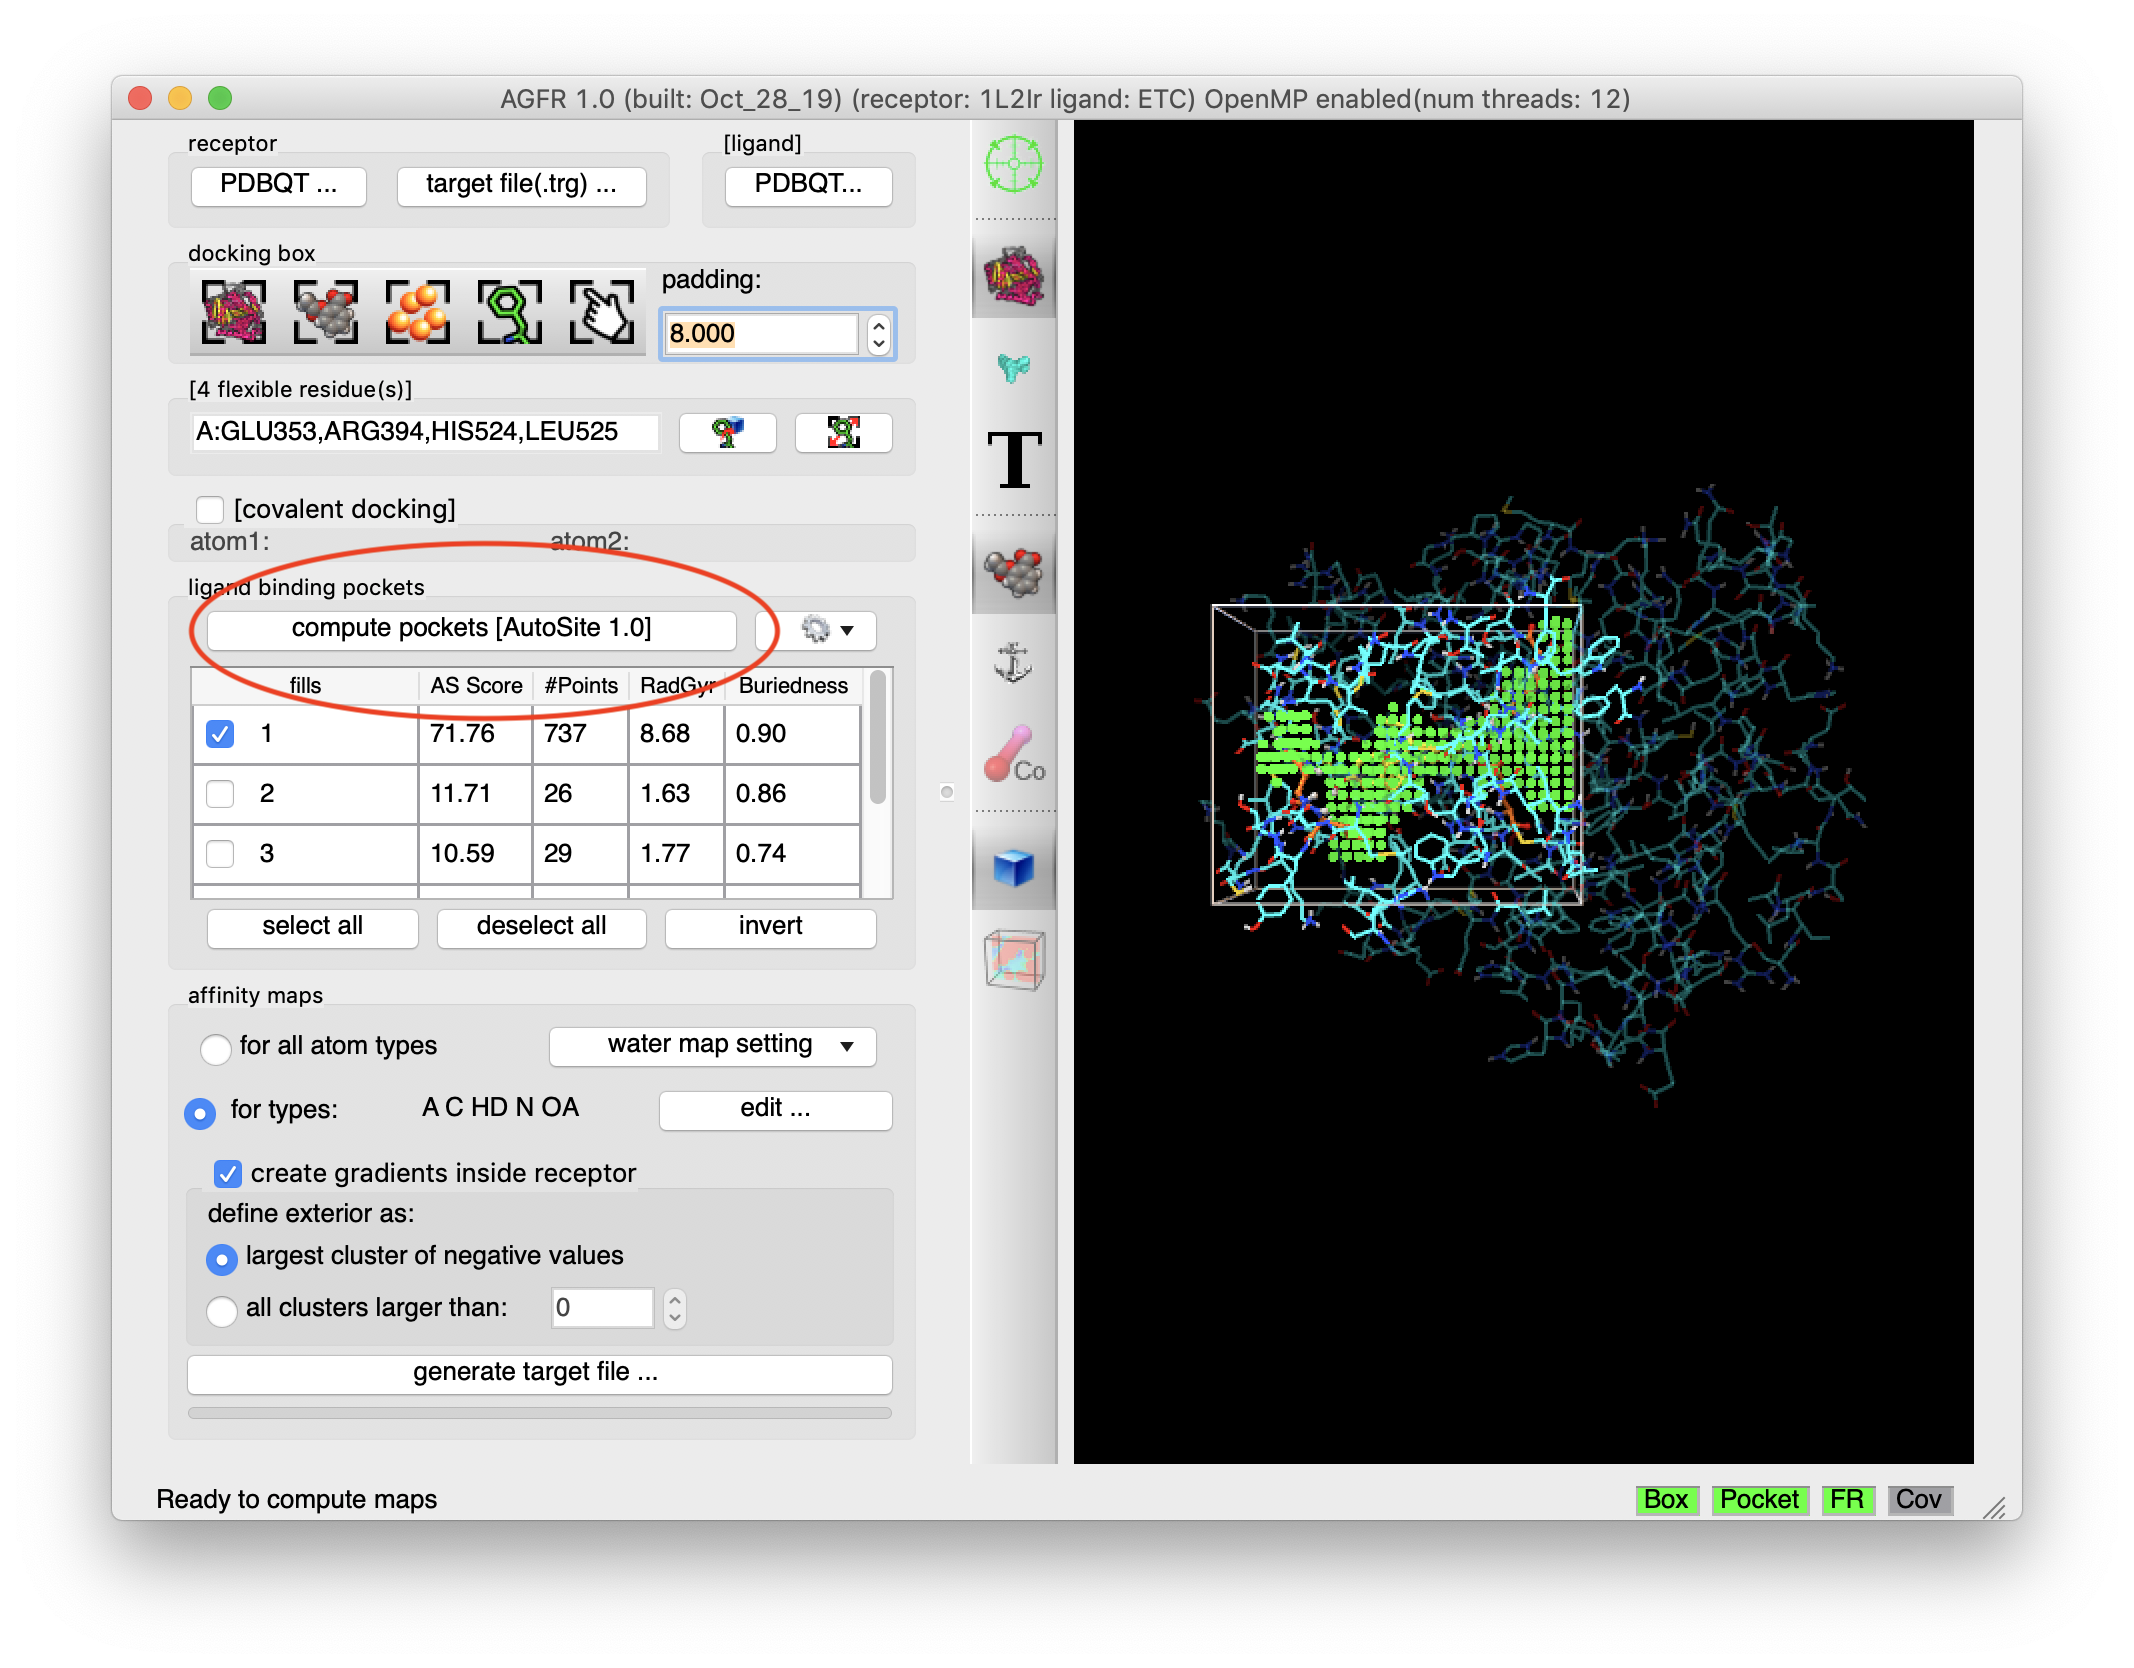 AGFR 1.0 (built: Oct_28_19) (receptor: 1L2Ir ligand: ETC) OpenMP enabled(num threads: 12)
receptor
[ligand]
PDBQT ...
target file(.trg) ...
PDBQT...
docking box
padding:
8.000
[4 flexible residue(s)]
A:GLU353,ARG394,HIS524,LEU525
[covalent docking]
atom1:
atom2:
ligand binding pockets
compute pockets [AutoSite 1.0]
fills AS Score #Points RadGyr Buriedness
1 71.76 737 8.68 0.90
2 11.71 26 1.63 0.86
3 10.59 29 1.77 0.74
select all
deselect all
invert
affinity maps
for all atom types
water map setting
for types:
A C HD N OA
edit ...
create gradients inside receptor
define exterior as:
largest cluster of negative values
all clusters larger than:
0
generate target file ...
T
Co
Ready to compute maps
Box
Pocket
FR
Cov